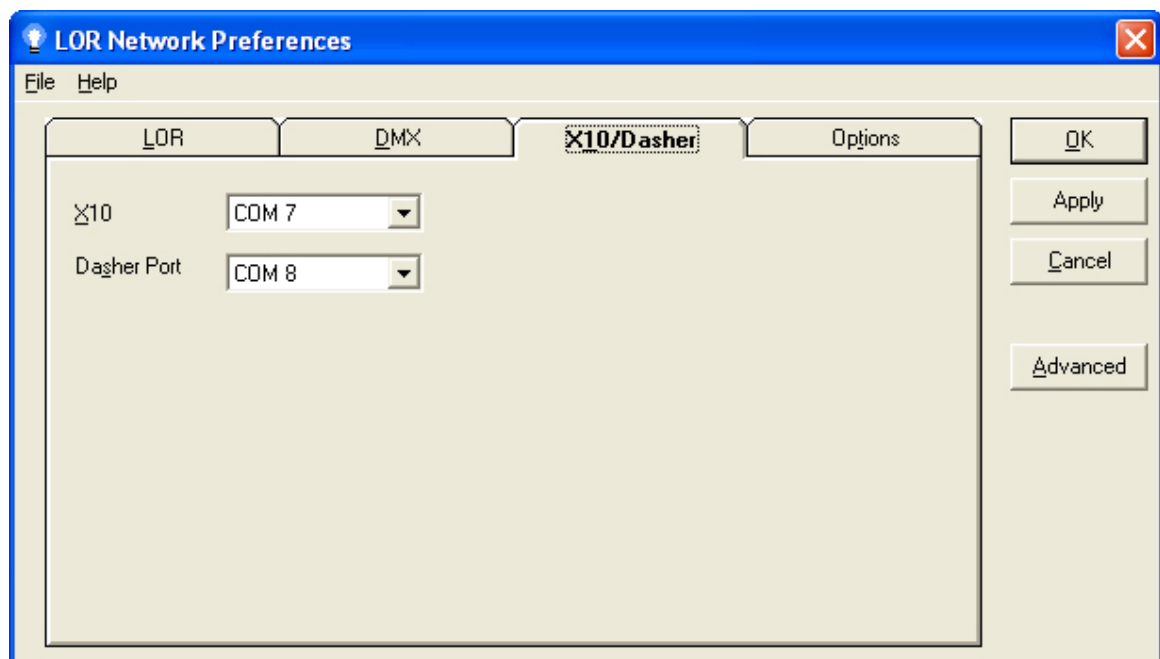 LOR Network Preferences
File Help
LOR DMX X10/Dasher Options
OK
X10 COM 7
Apply
Dasher Port COM 8
Cancel
Advanced